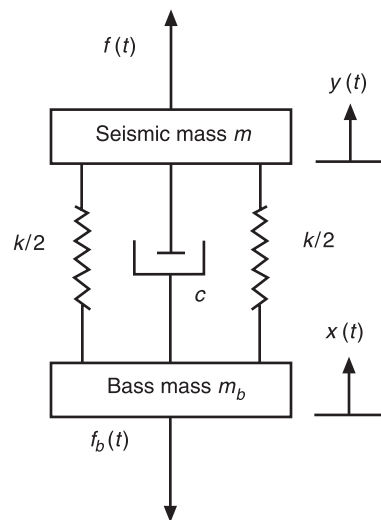 f(t)
y(t)
Seismic mass m
k/2
k/2
c
x(t)
Bass mass m_b
f_b(t)